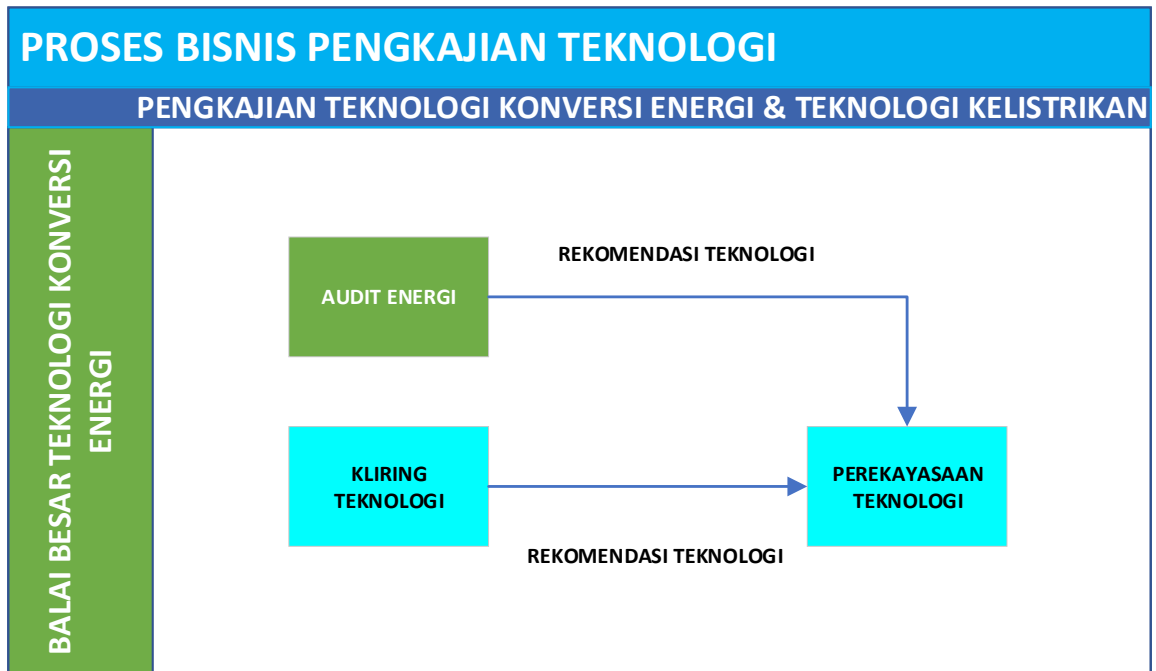 PROSES BISNIS PENGKAJIAN TEKNOLOGI
PENGKAJIAN TEKNOLOGI KONVERSI ENERGI & TEKNOLOGI KELISTRIKAN
BALAI BESAR TEKNOLOGI KONVERSI
ENERGI
REKOMENDASI TEKNOLOGI
AUDIT ENERGI
KLIRING
TEKNOLOGI
PEREKAYASAAN
TEKNOLOGI
REKOMENDASI TEKNOLOGI